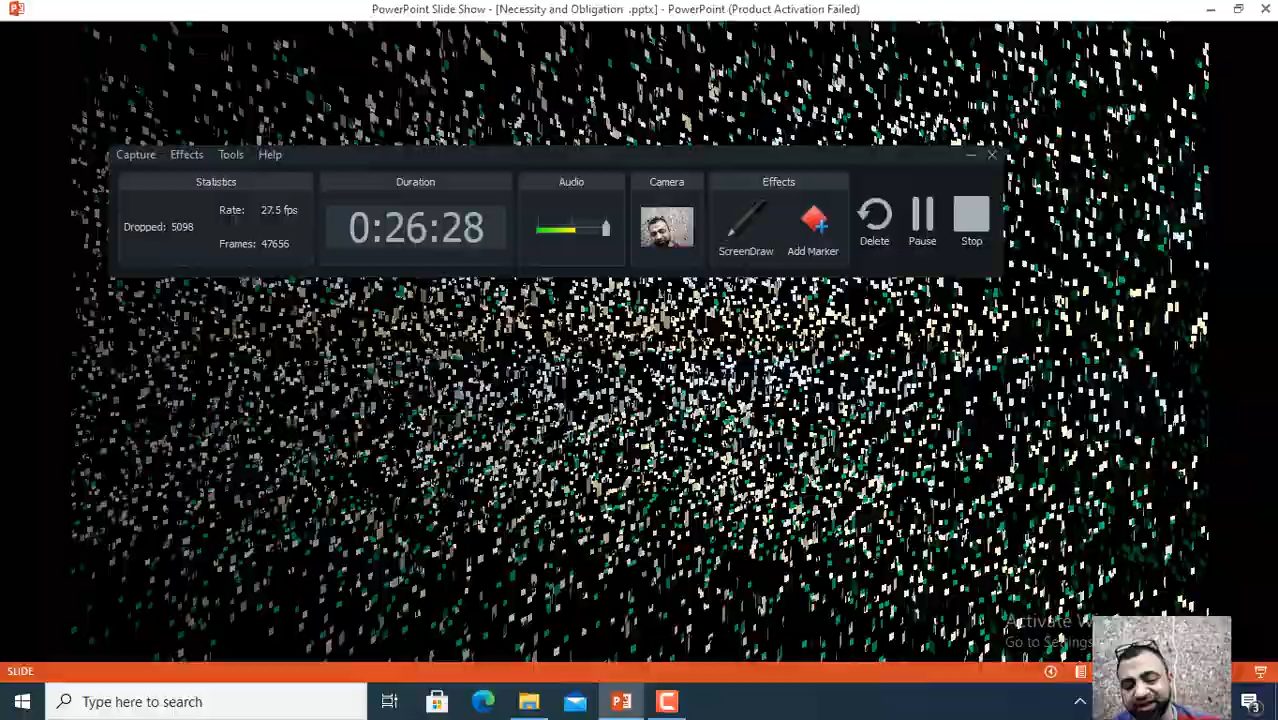 PowerPoint Slide Show - [Necessity and Obligation .pptx] - PowerPoint (Product Activation Failed)
Capture Effects Tools Help
Statistics Duration Audio Camera Effects
Dropped: 5098
Rate: 27.5 fps
Frames: 47656
0:26:28
ScreenDraw Add Marker Delete Pause Stop
Activate
Go to Settings
SLIDE
Type here to search
3